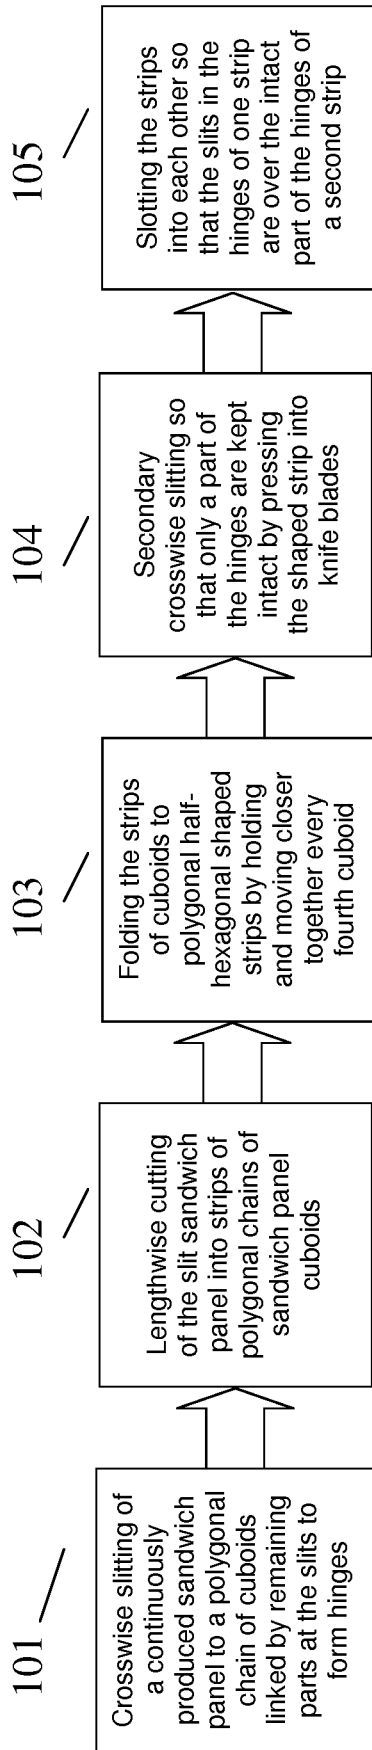 101
Crosswise slitting of
a continuously
produced sandwich
panel to a polygonal
chain of cuboids
linked by remaining
parts at the slits to
form hinges
102
Lengthwise cutting
of the slit sandwich
panel into strips of
polygonal chains of
sandwich panel
cuboids
103
Folding the strips
of cuboids to
polygonal half-
hexagonal shaped
strips by holding
and moving closer
together every
fourth cuboid
104
Secondary
crosswise slitting so
that only a part of
the hinges are kept
intact by pressing
the shaped strip into
knife blades
105
Slotting the strips
into each other so
that the slits in the
hinges of one strip
are over the intact
part of the hinges of
a second strip